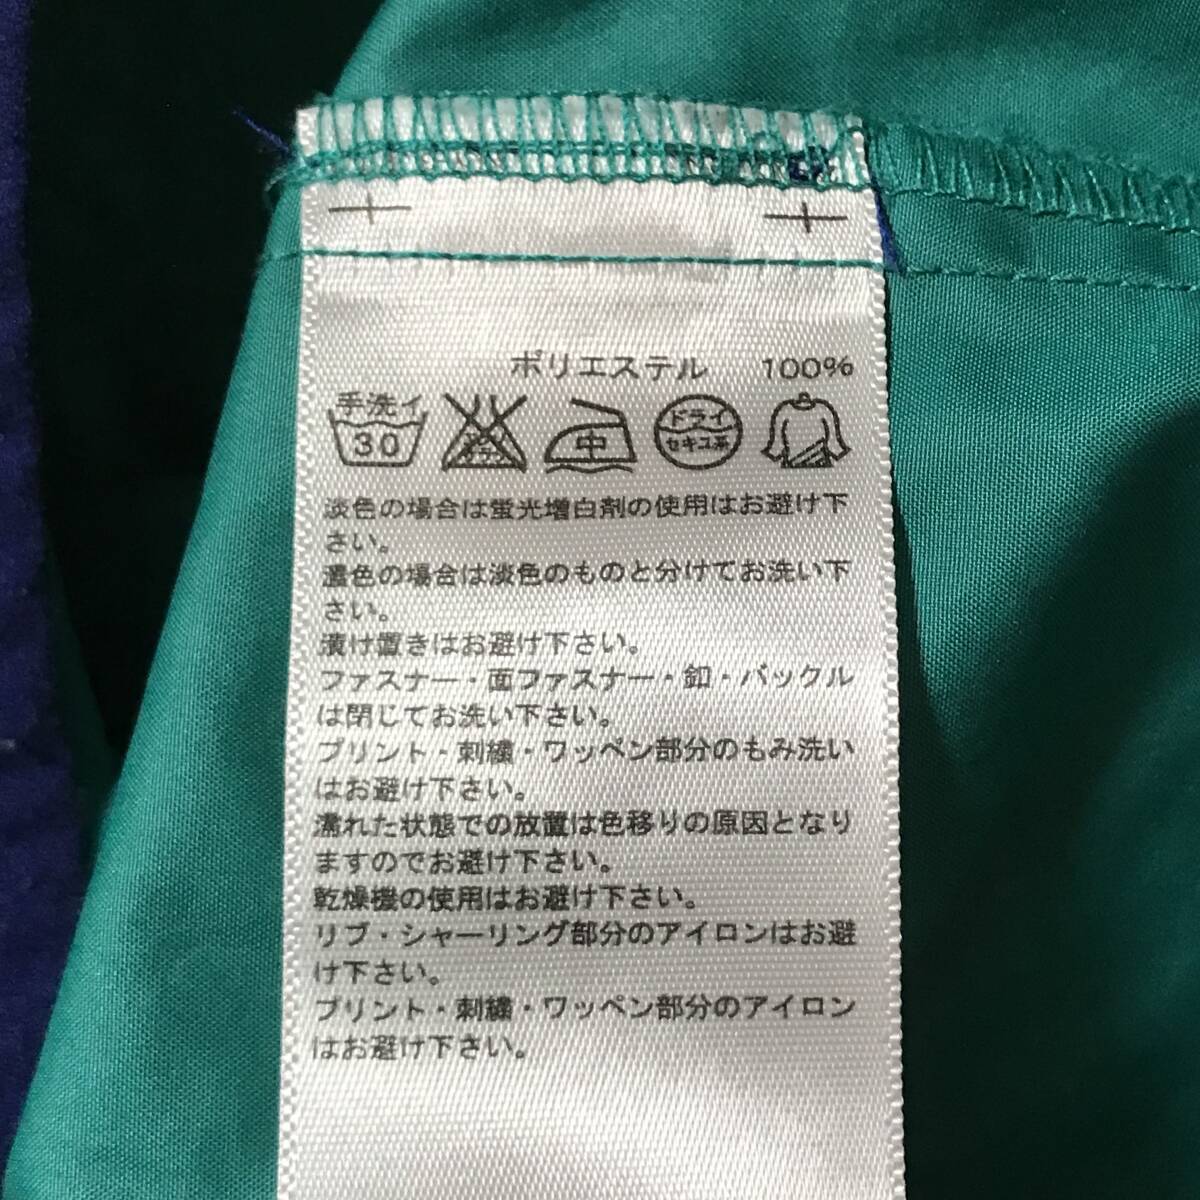 ポリエステル 100%
手洗イ 30 中 ドライ セキユ系
淡色の場合は蛍光増白剤の使用はお避け下
さい。
濃色の場合は淡色のものと分けてお洗い下
さい。
漬け置きはお避け下さい。
ファスナー・面ファスナー・釦・バックル
は閉じてお洗い下さい。
プリント・刺繍・ワッペン部分のもみ洗い
はお避け下さい。
濡れた状態での放置は色移りの原因となり
ますのでお避け下さい。
乾燥機の使用はお避け下さい。
リブ・シャーリング部分のアイロンはお避
け下さい。
プリント・刺繍・ワッペン部分のアイロン
はお避け下さい。